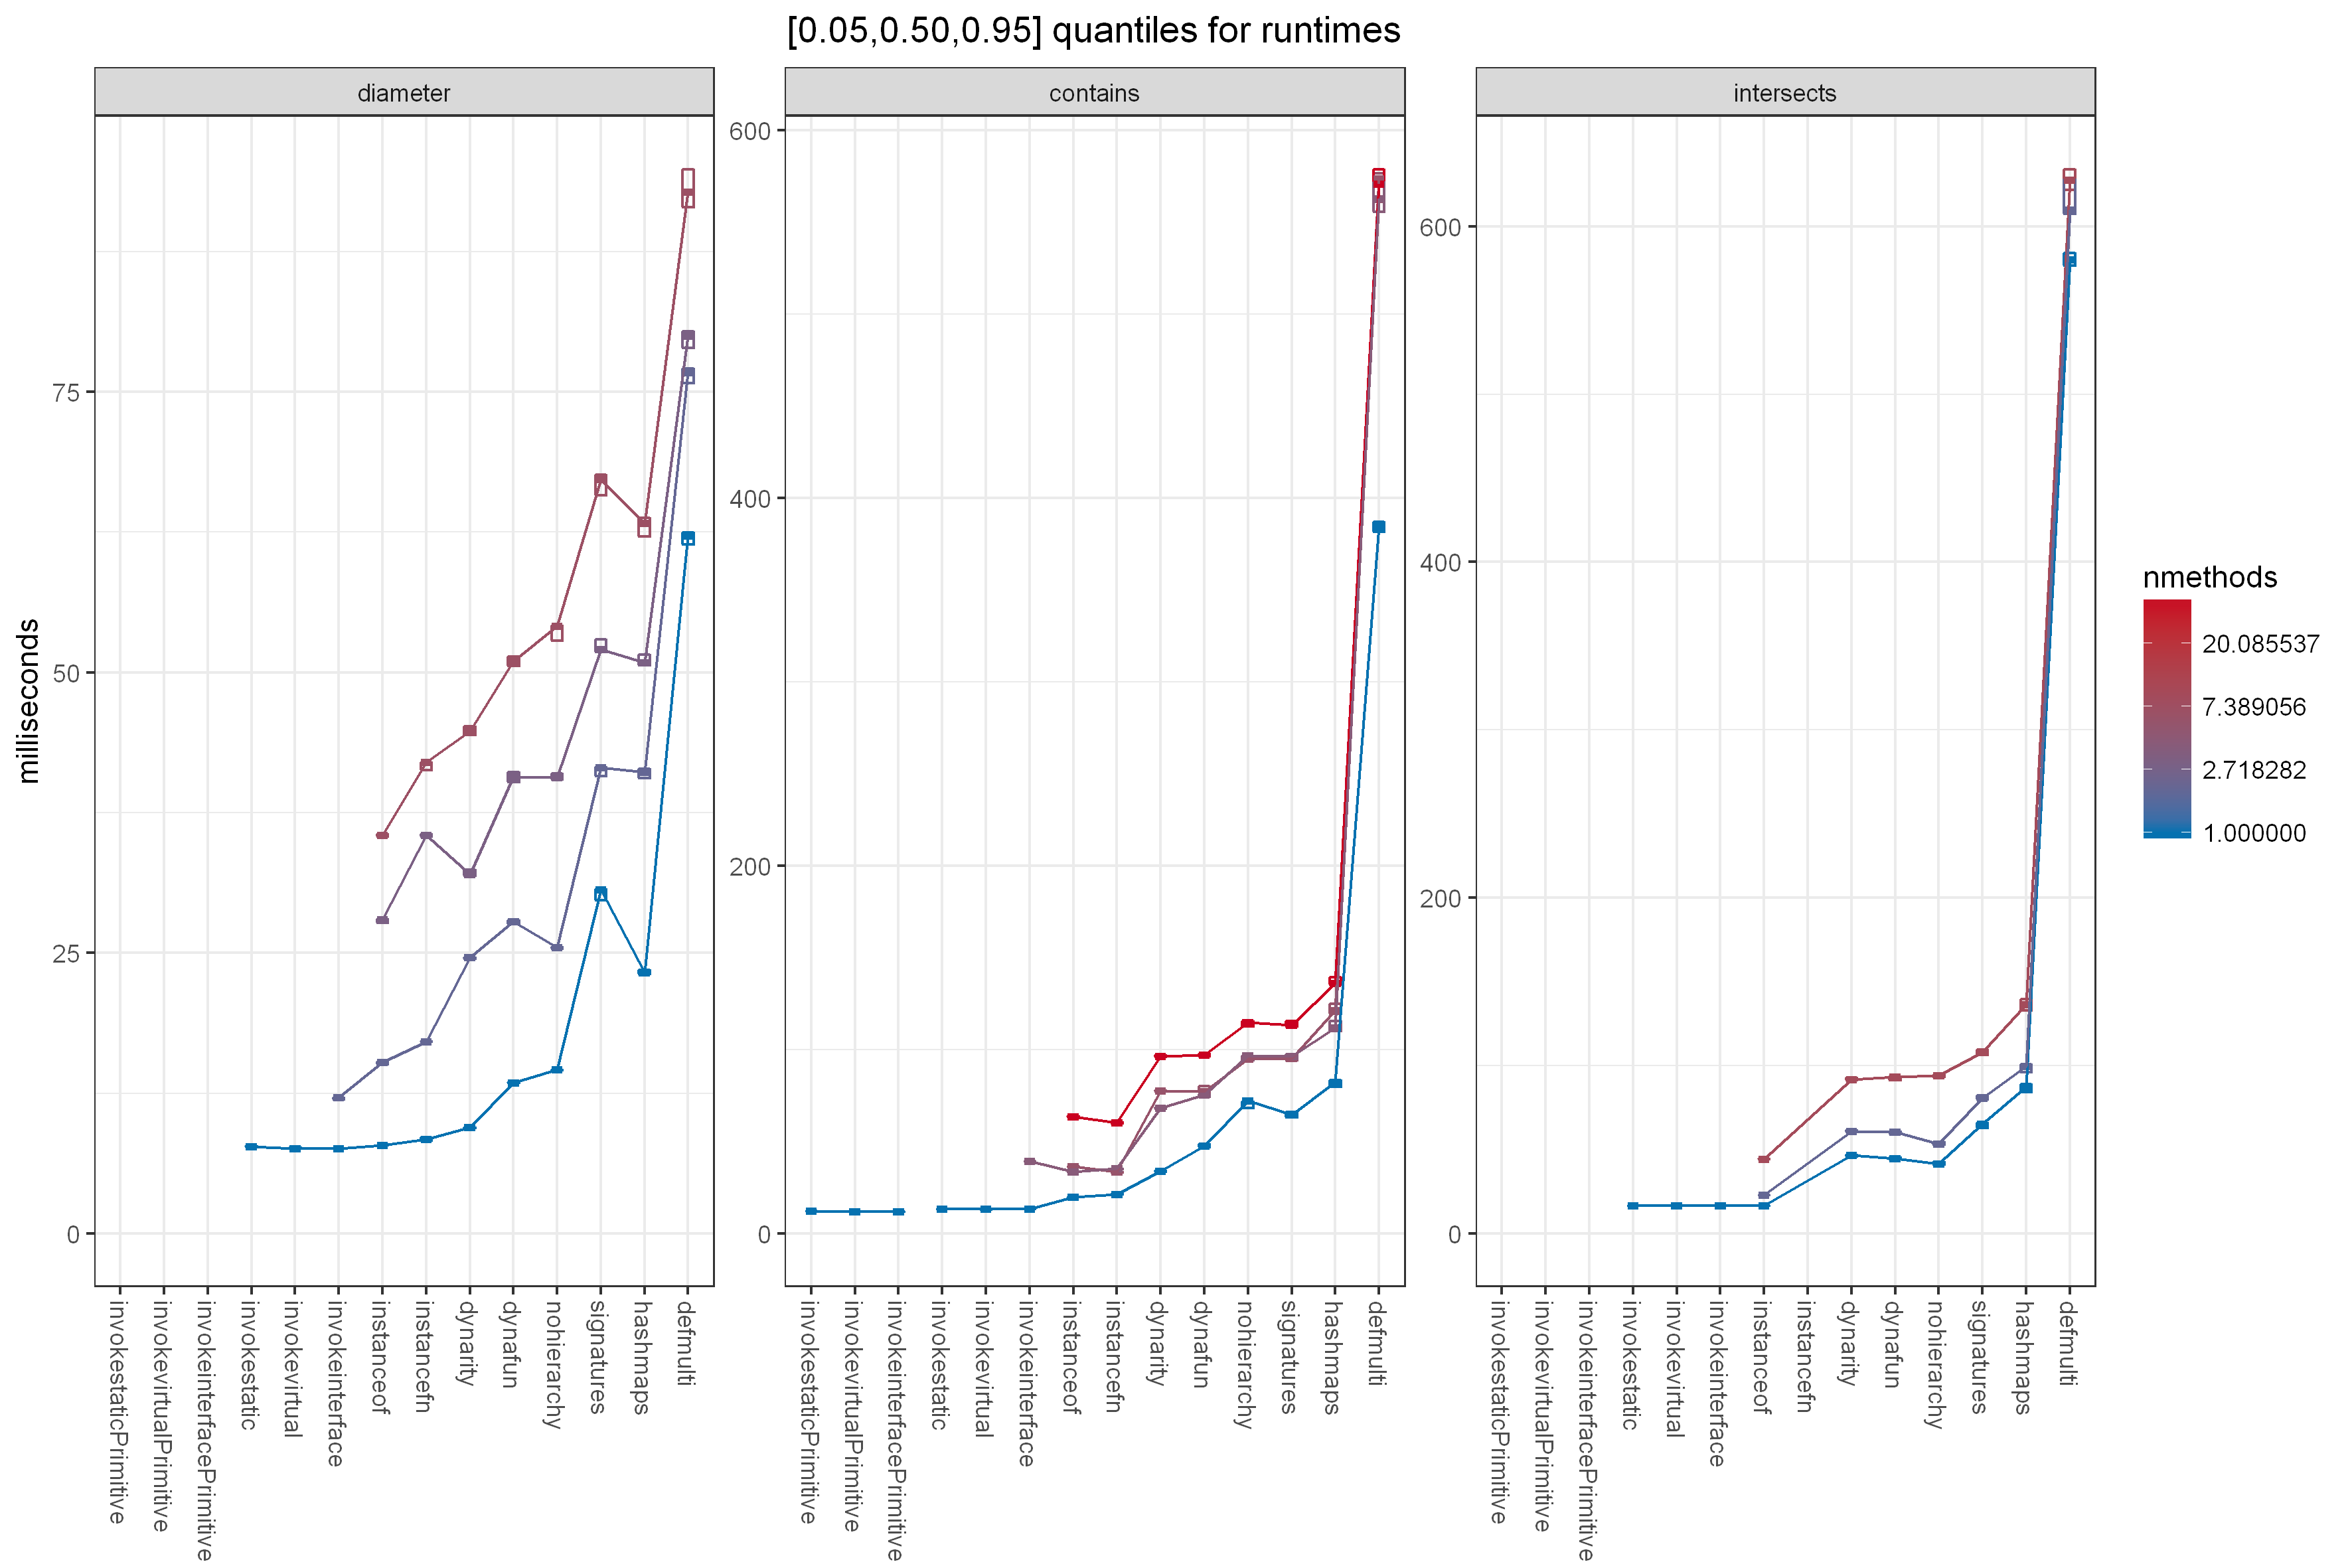 [0.05,0.50,0.95] quantiles for runtimes
diameter
contains
intersects
milliseconds
75
50
25
0
600
400
200
0
600
400
200
0
invokestaticPrimitive
invokevirtualPrimitive
invokeinterfacePrimitive
invokestatic
invokevirtual
invokeinterface
instanceof
instancefn
dynarity
dynafun
nohierarchy
signatures
hashmaps
defmulti
invokestaticPrimitive
invokevirtualPrimitive
invokeinterfacePrimitive
invokestatic
invokevirtual
invokeinterface
instanceof
instancefn
dynarity
dynafun
nohierarchy
signatures
hashmaps
defmulti
invokestaticPrimitive
invokevirtualPrimitive
invokeinterfacePrimitive
invokestatic
invokevirtual
invokeinterface
instanceof
instancefn
dynarity
dynafun
nohierarchy
signatures
hashmaps
defmulti
nmethods
20.085537
7.389056
2.718282
1.000000